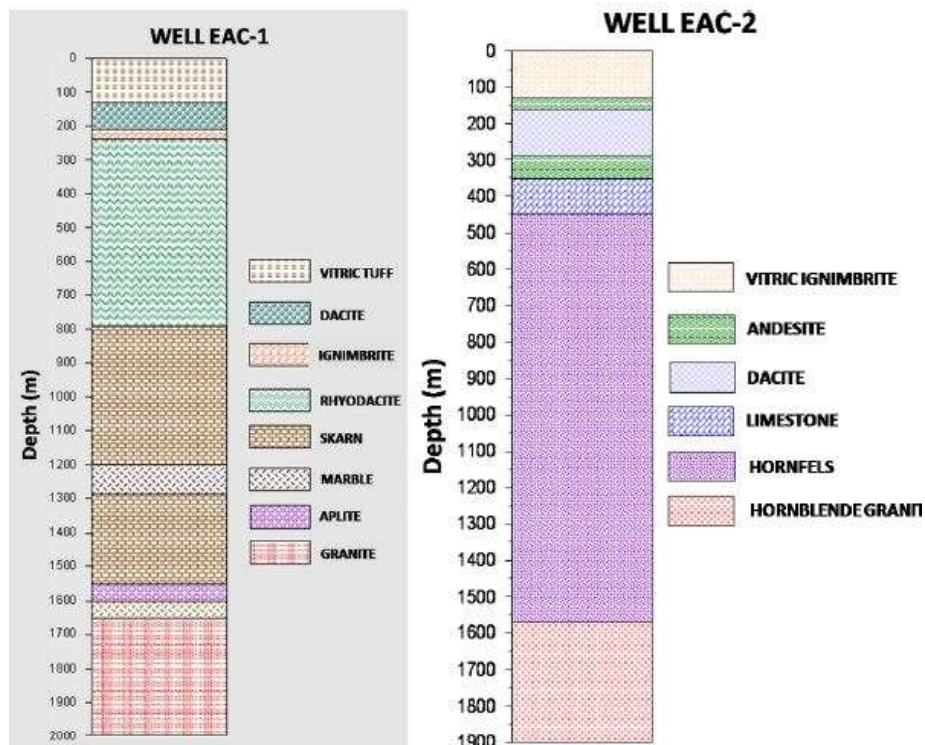 WELL EAC-1
0
100
200
300
400
500
600
700
800
900
1000
1100
1200
1300
1400
1500
1600
1700
1800
1900
2000
Depth (m)
VITRIC TUFF
DACITE
IGNIMBRITE
RHYODACITE
SKARN
MARBLE
APLITE
GRANITE
WELL EAC-2
0
100
200
300
400
500
600
700
800
900
1000
1100
1200
1300
1400
1500
1600
1700
1800
1900
Depth (m)
VITRIC IGNIMBRITE
ANDESITE
DACITE
LIMESTONE
HORNFELS
HORNBLENDE GRANIT